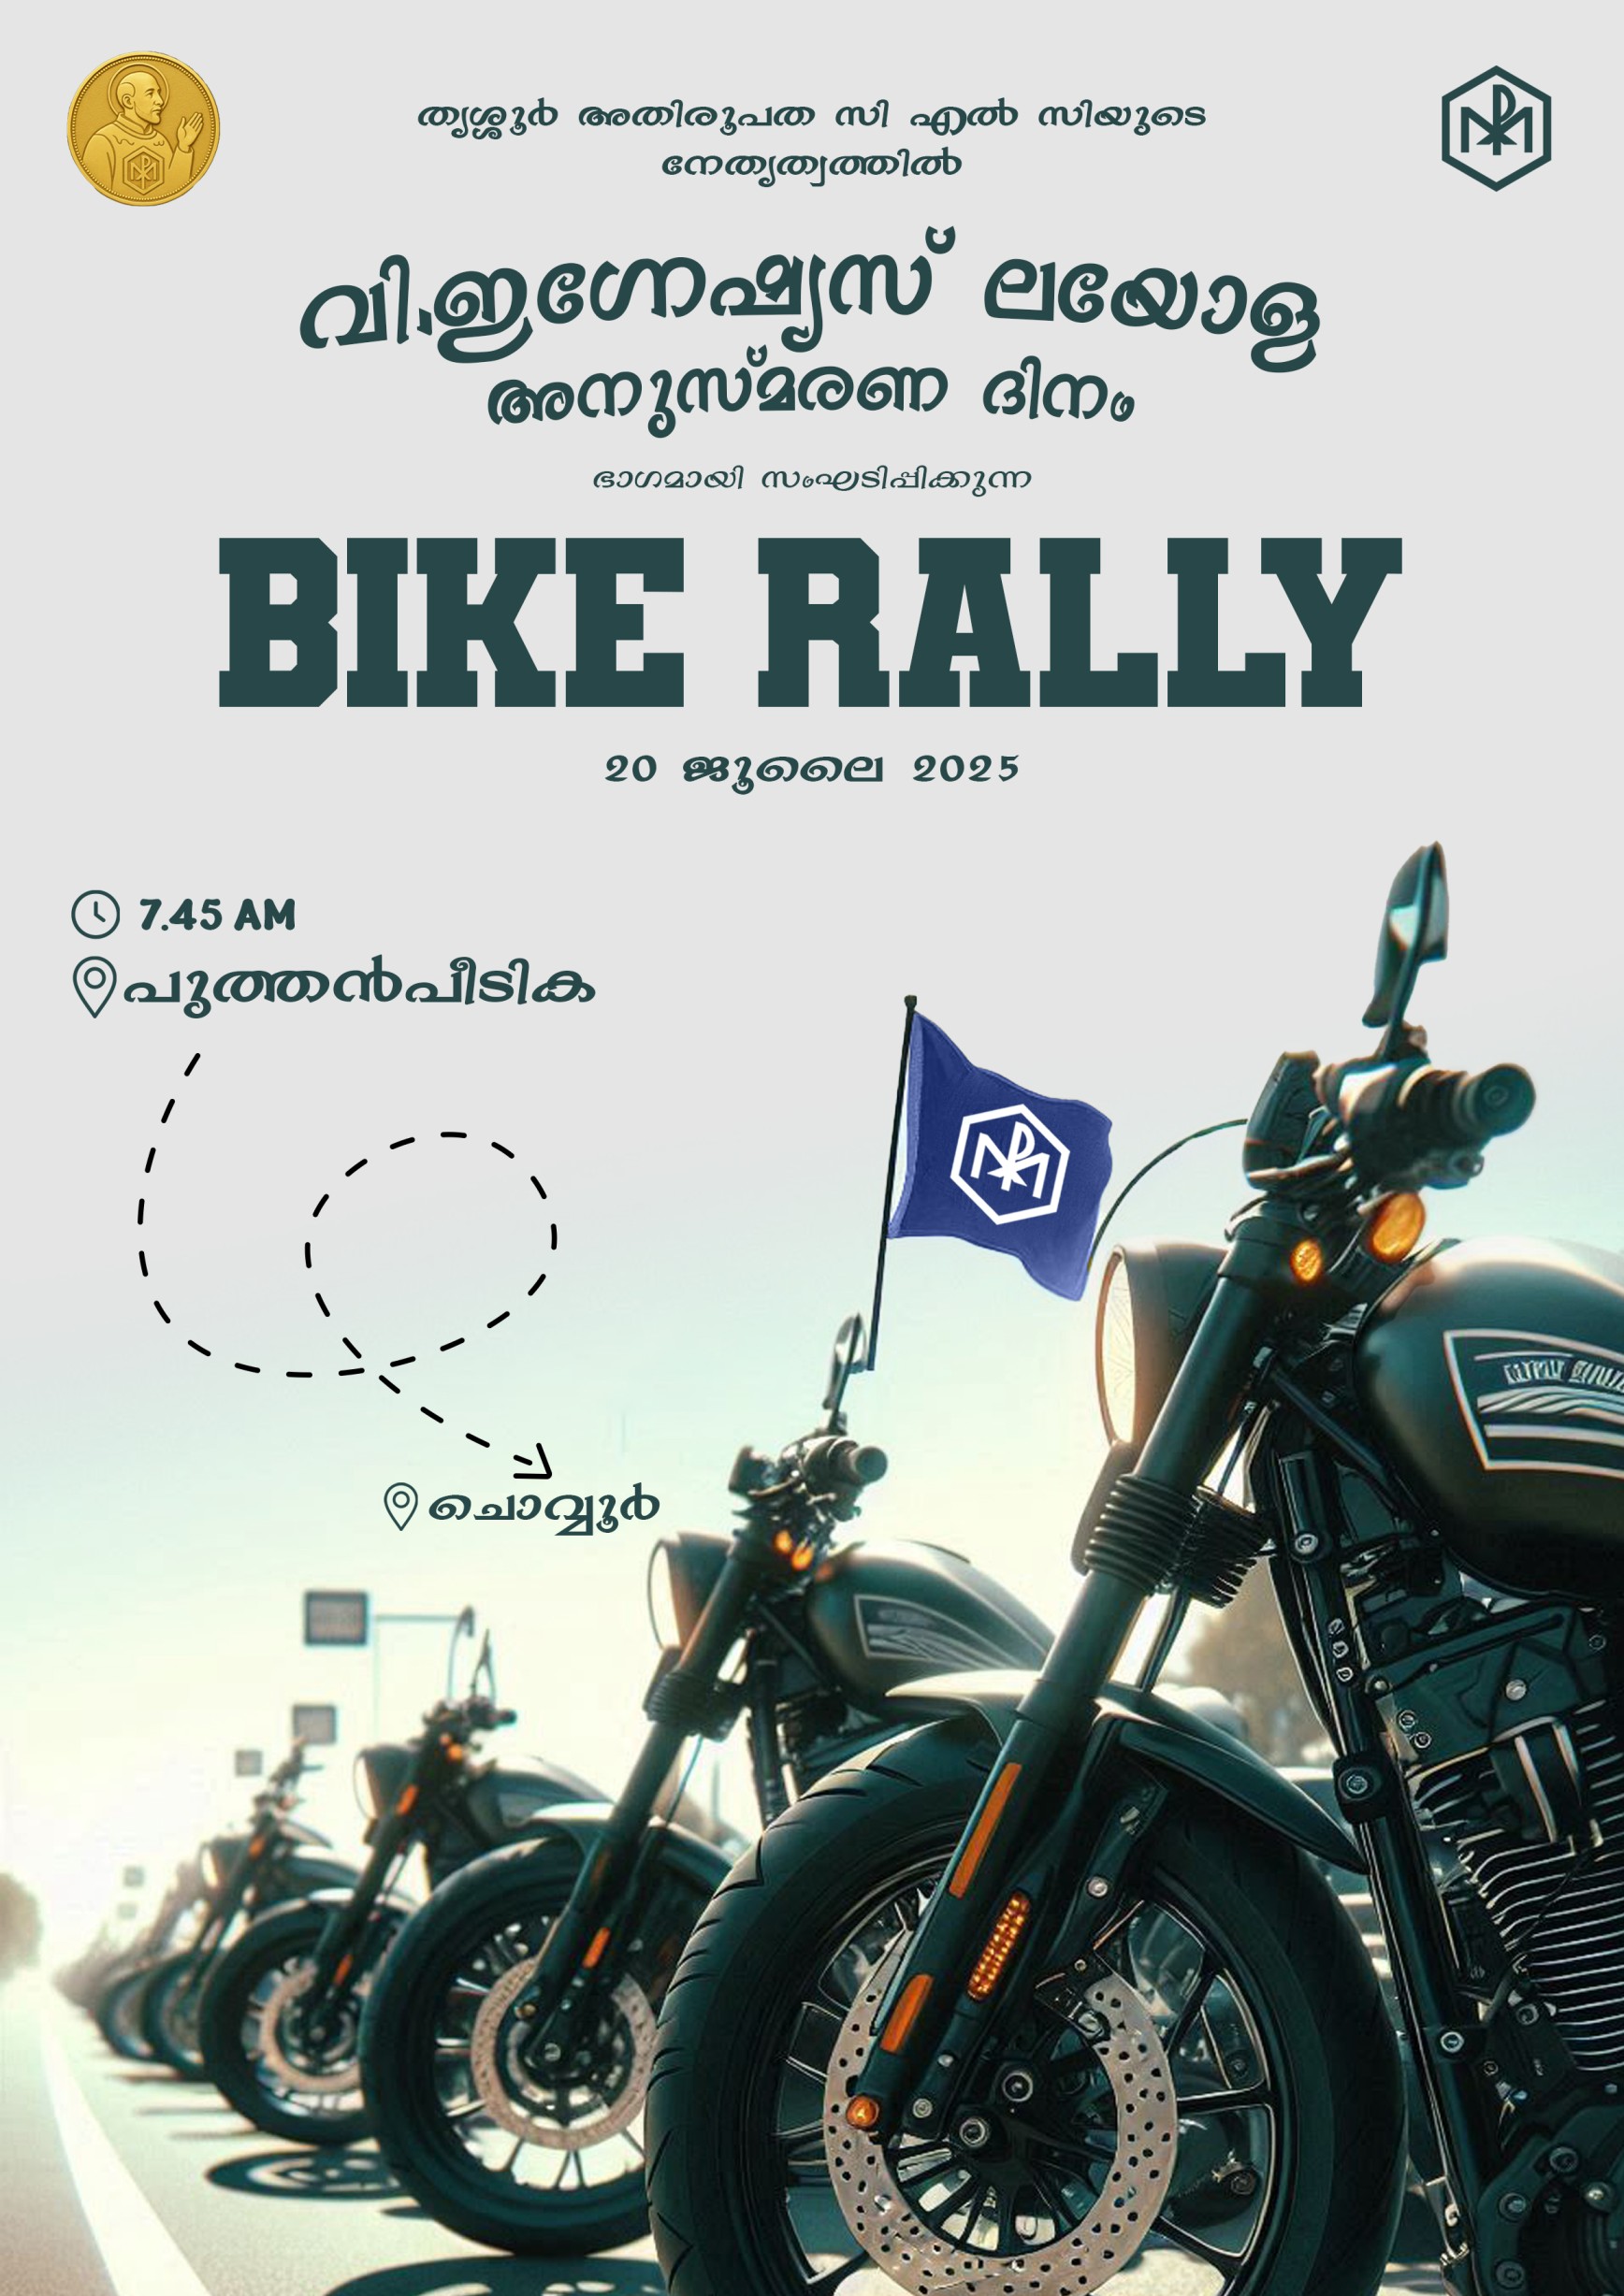 തൃശ്ശൂർ അതിരൂപത സി എൽ സിയുടെ
നേതൃത്വത്തിൽ
വി.ഇഗ്നേഷ്യസ് ലയോള
അനുസ്മരണ ദിനം
ഭാഗമായി സംഘടിപ്പിക്കുന്ന
BIKE RALLY
20 ജൂലൈ 2025
7.45 AM
പുത്തൻപീടിക
ചൊവ്വൂർ